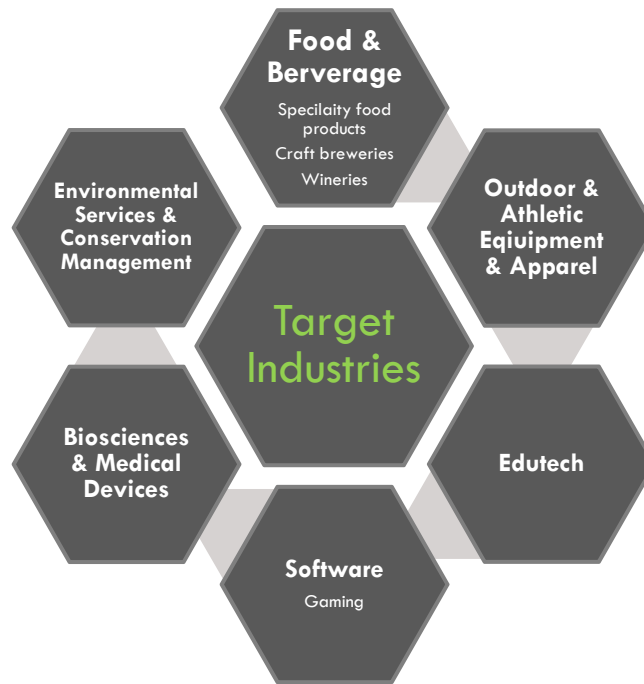 Food &
Berverage
Specilaity food
products
Craft breweries
Wineries
Outdoor &
Athletic
Eqiuipment
& Apparel
Edutech
Software
Gaming
Biosciences
& Medical
Devices
Environmental
Services &
Conservation
Management
Target
Industries